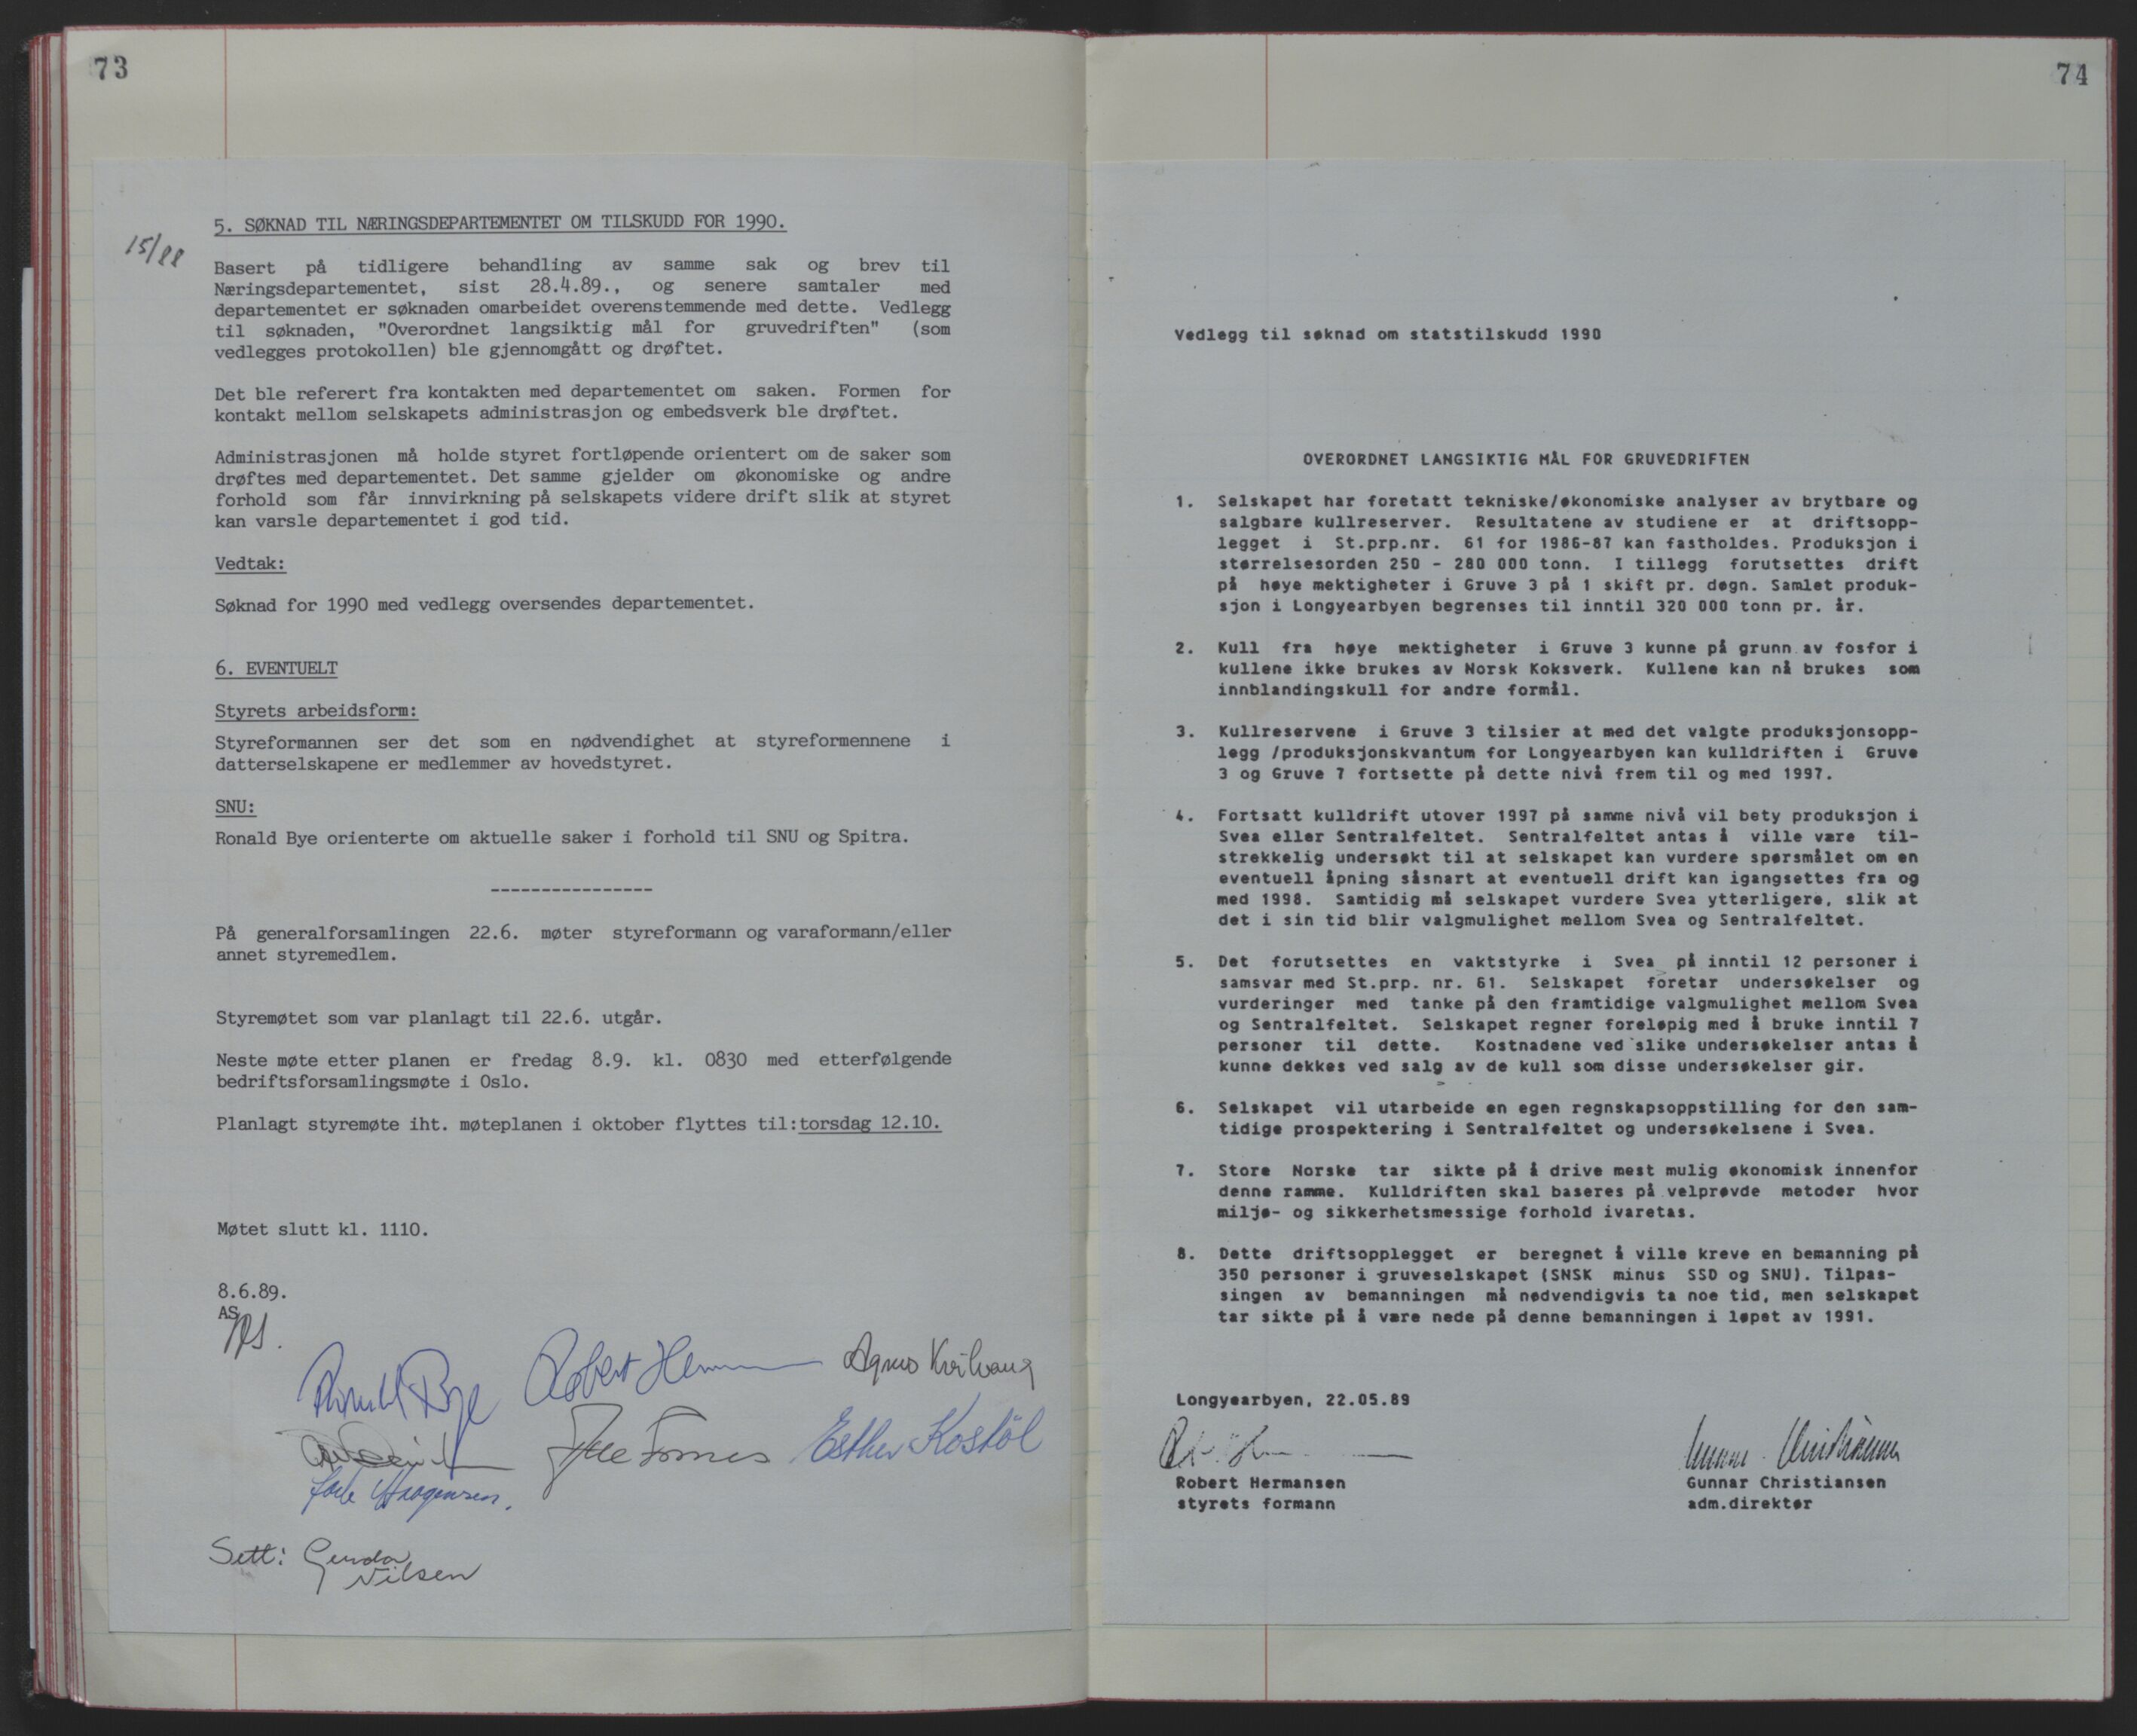 73
15/88
5. SØKNAD TIL NÆRINGSDEPARTEMENTET OM TILSKUDD FOR 1990.
Basert på tidligere behandling av samme sak og brev til
Næringsdepartementet, sist 28.4.89., og senere samtaler med
departementet er søknaden omarbeidet overenstemmende med dette. Vedlegg
til søknaden, "Overordnet langsiktig mål for gruvedriften" (som
vedlegges protokollen) ble gjennomgått og drøftet.
Det ble referert fra kontakten med departementet om saken. Formen for
kontakt mellom selskapets administrasjon og embedsverk ble drøftet.
Administrasjonen må holde styret fortløpende orientert om de saker som
drøftes med departementet. Det samme gjelder om økonomiske og andre
forhold som får innvirkning på selskapets videre drift slik at styret
kan varsle departementet i god tid.
Vedtak:
Søknad for 1990 med vedlegg oversendes departementet.
6. EVENTUELT
Styrets arbeidsform:
Styreformannen ser det som en nødvendighet at styreformennene i
datterselskapene er medlemmer av hovedstyret.
SNU:
Ronald Bye orienterte om aktuelle saker i forhold til SNU og Spitra.
----------------
På generalforsamlingen 22.6. møter styreformann og varaformann/eller
annet styremedlem.
Styremøtet som var planlagt til 22.6. utgår.
Neste møte etter planen er fredag 8.9. kl. 0830 med etterfølgende
bedriftsforsamlingsmøte i Oslo.
Planlagt styremøte iht. møteplanen i oktober flyttes til:torsdag 12.10.
Møtet slutt kl. 1110.
8.6.89.
AS
Ronald Bye Robert Hermansen Agnes Kvihaug
Esther Kostøl
Haagensen.
Sett: Gerda
Nilsen
74
Vedlegg til søknad om statstilskudd 1990
OVERORDNET LANGSIKTIG MÅL FOR GRUVEDRIFTEN
1. Selskapet har foretatt tekniske/økonomiske analyser av brytbare og
salgbare kullreserver. Resultatene av studiene er at driftsopp-
legget i St.prp.nr. 61 for 1986-87 kan fastholdes. Produksjon i
størrelsesorden 250 - 280 000 tonn. I tillegg forutsettes drift
på høye mektigheter i Gruve 3 på 1 skift pr. døgn. Samlet produk-
sjon i Longyearbyen begrenses til inntil 320 000 tonn pr. år.
2. Kull fra høye mektigheter i Gruve 3 kunne på grunn av fosfor i
kullene ikke brukes av Norsk Koksverk. Kullene kan nå brukes som
innblandingskull for andre formål.
3. Kullreservene i Gruve 3 tilsier at med det valgte produksjonsopp-
legg /produksjonskvantum for Longyearbyen kan kulldriften i Gruve
3 og Gruve 7 fortsette på dette nivå frem til og med 1997.
4. Fortsatt kulldrift utover 1997 på samme nivå vil bety produksjon i
Svea eller Sentralfeltet. Sentralfeltet antas å ville være til-
strekkelig undersøkt til at selskapet kan vurdere spørsmålet om en
eventuell åpning såsnart at eventuell drift kan igangsettes fra og
med 1998. Samtidig må selskapet vurdere Svea ytterligere, slik at
det i sin tid blir valgmulighet mellom Svea og Sentralfeltet.
5. Det forutsettes en vaktstyrke i Svea på inntil 12 personer i
samsvar med St.prp. nr. 61. Selskapet foretar undersøkelser og
vurderinger med tanke på den framtidige valgmulighet mellom Svea
og Sentralfeltet. Selskapet regner foreløpig med å bruke inntil 7
personer til dette. Kostnadene ved slike undersøkelser antas å
kunne dekkes ved salg av de kull som disse undersøkelser gir.
6. Selskapet vil utarbeide en egen regnskapsoppstilling for den sam-
tidige prospektering i Sentralfeltet og undersøkelsene i Svea.
7. Store Norske tar sikte på å drive mest mulig økonomisk innenfor
denne ramme. Kulldriften skal baseres på velprøvde metoder hvor
miljø- og sikkerhetsmessige forhold ivaretas.
8. Dette driftsopplegget er beregnet å ville kreve en bemanning på
350 personer i gruveselskapet (SNSK minus SSD og SNU). Tilpas-
singen av bemanningen må nødvendigvis ta noe tid, men selskapet
tar sikte på å være nede på denne bemanningen i løpet av 1991.
Longyearbyen, 22.05.89
Robert Hermansen
styrets formann
Gunnar Christiansen
Gunnar Christiansen
adm.direktør